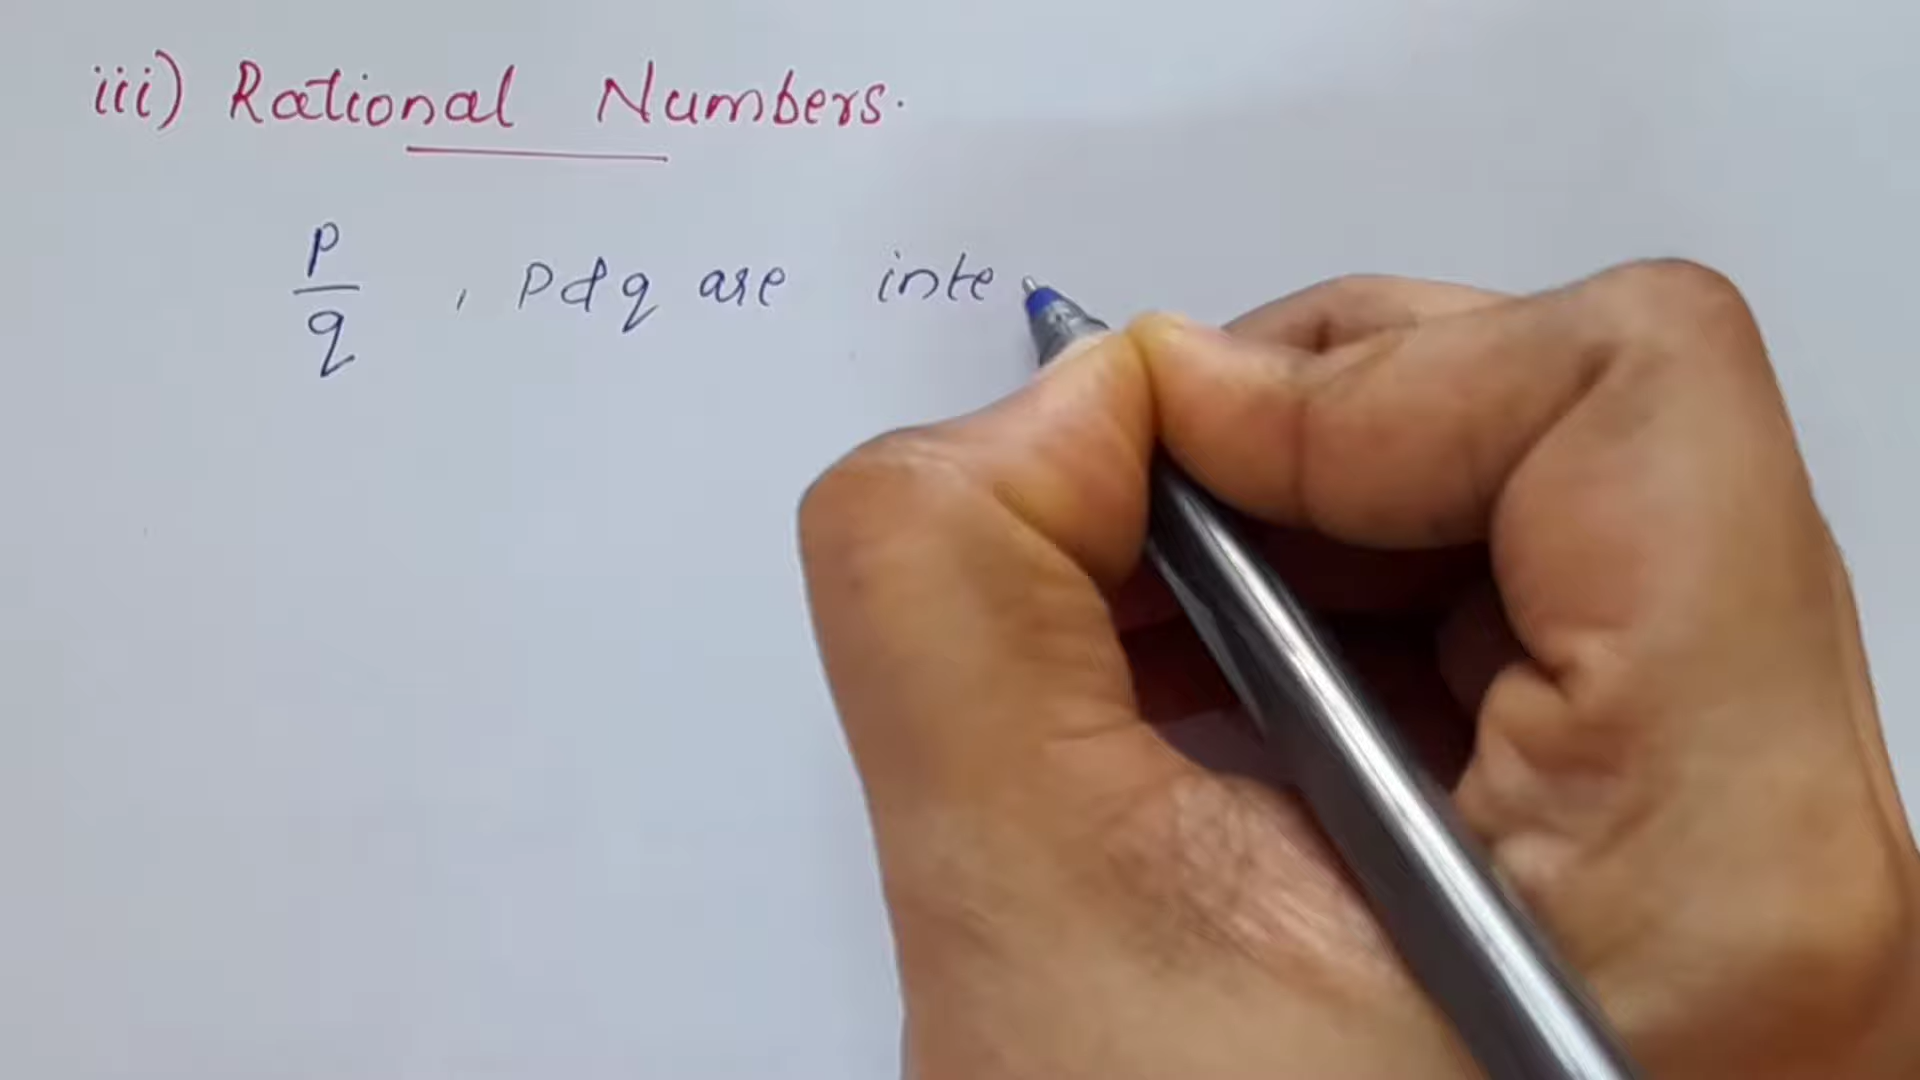 iii) Rational Numbers.
p
q , p & q are inte